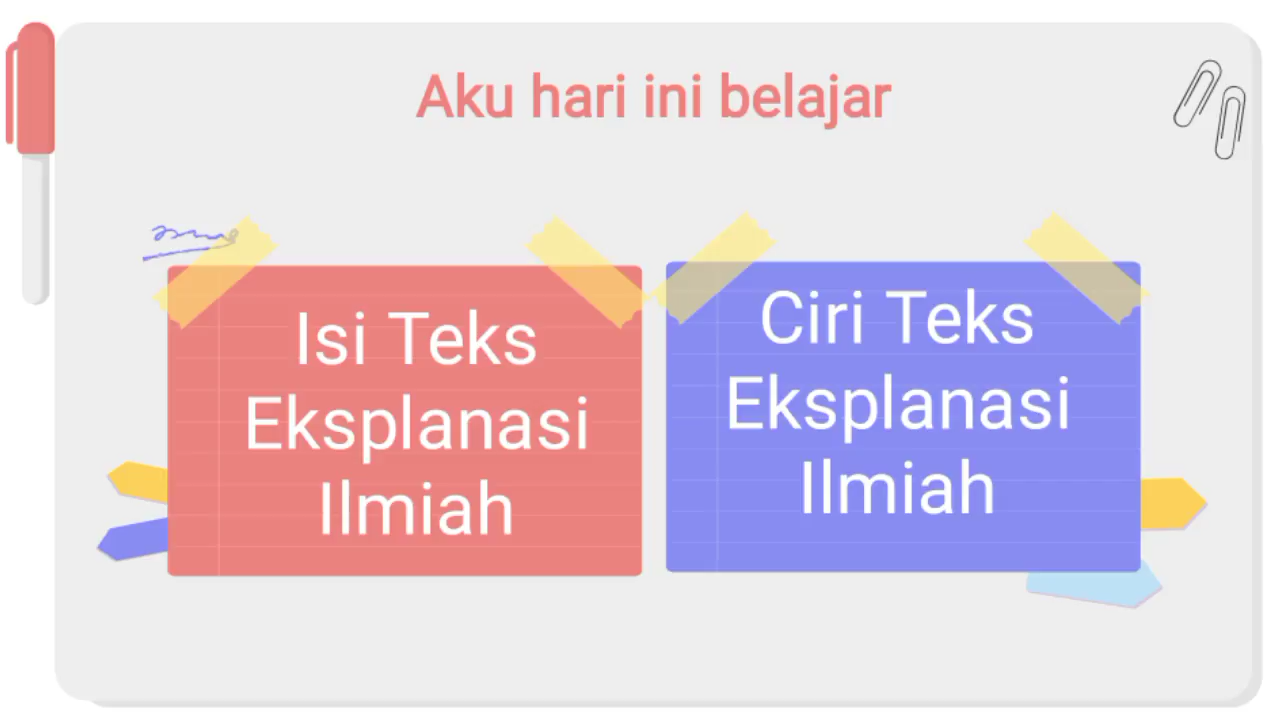 Aku hari ini belajar
Isi Teks
Eksplanasi
Ilmiah
Ciri Teks
Eksplanasi
Ilmiah